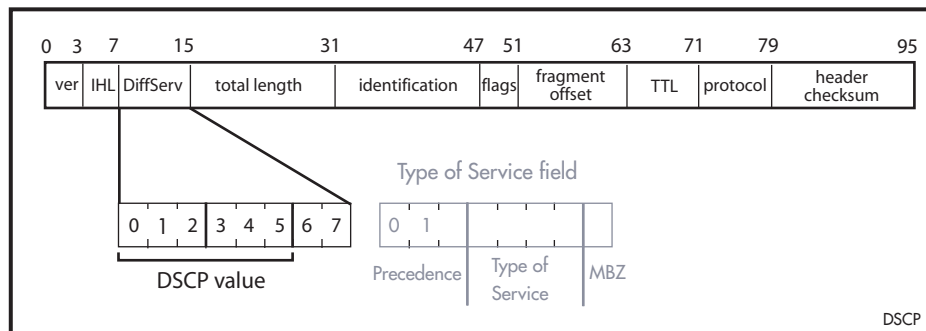 0 3 7 15 31 47 51 63 71 79 95
ver IHL DiffServ total length identification flags fragment offset TTL protocol header checksum
Type of Service field
0 1 2 3 4 5 6 7 0 1
DSCP value
Precedence Type of Service MBZ
DSCP